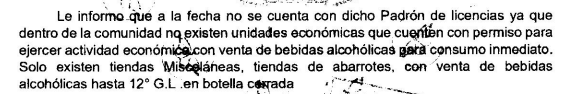 Le informo que a la fecha no se cuenta con dicho Padrón de licencias ya que
dentro de la comunidad no existen unidades económicas que cuenten con permiso para
ejercer actividad económica con venta de bebidas alcohólicas para consumo inmediato.
Solo existen tiendas Misceláneas, tiendas de abarrotes, con venta de bebidas
alcohólicas hasta 12° G.L .en botella cerrada